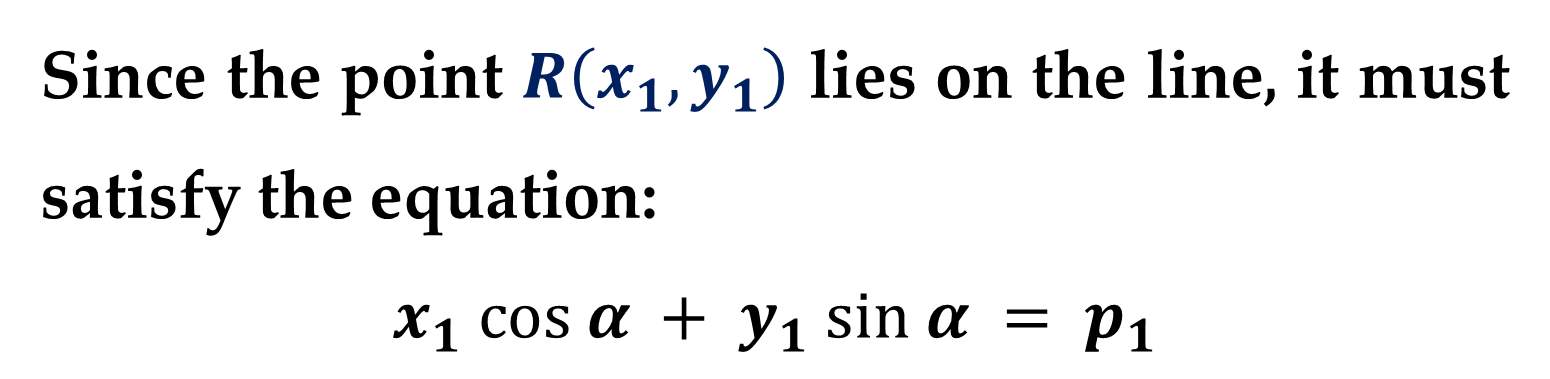 Since the point R(x₁, y₁) lies on the line, it must
satisfy the equation:
x₁ cos α + y₁ sin α = p₁